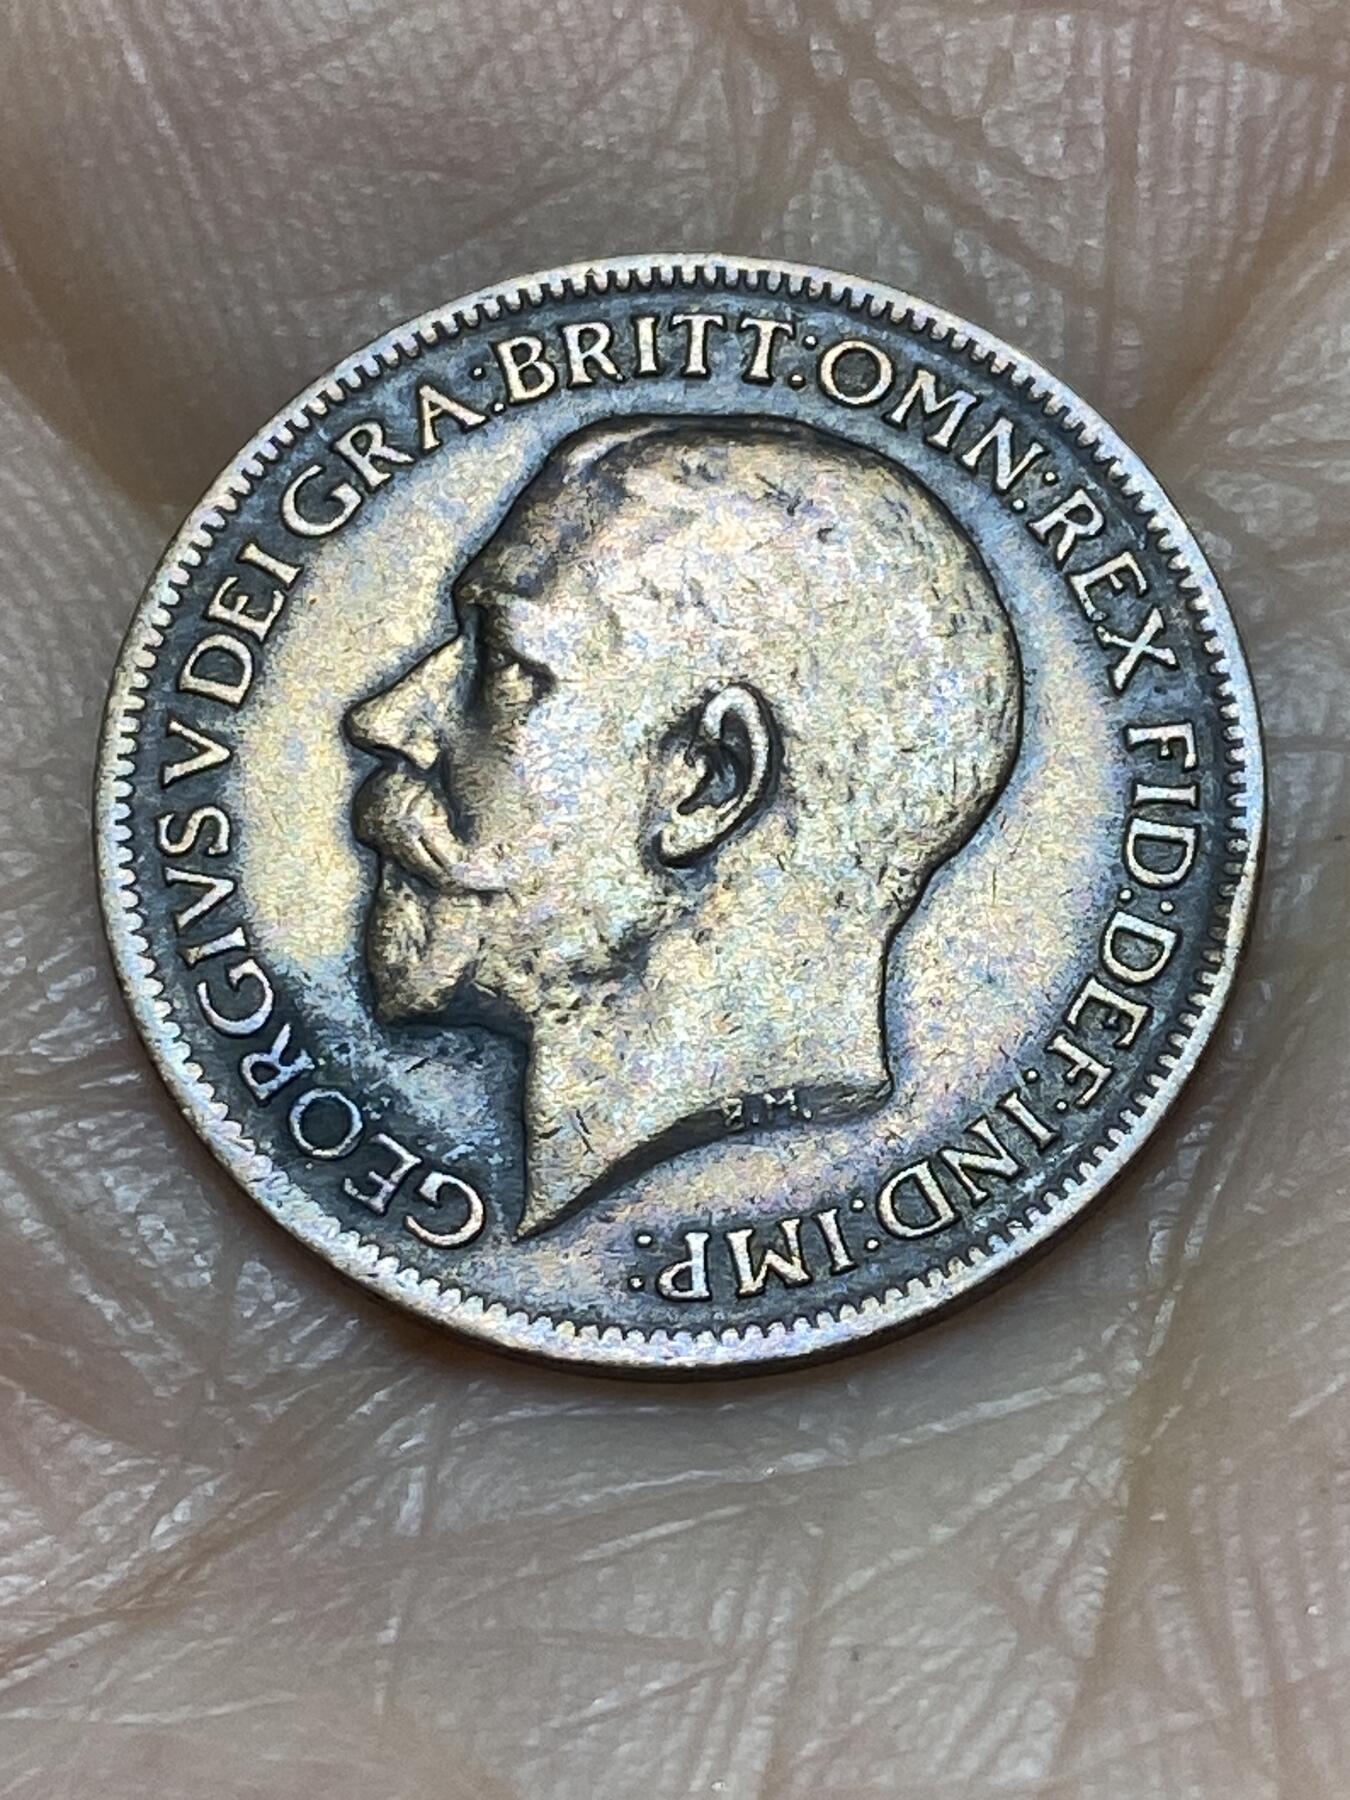 GEORGIVS V DEI GRA:BRITT:OMN:REX FID:DEF:IND:IMP:
B.M.